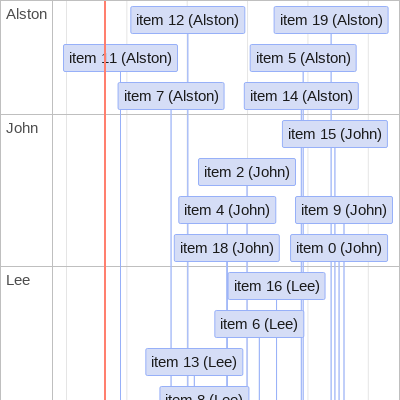 Alston
item 12 (Alston)
item 19 (Alston)
item 11 (Alston)
item 5 (Alston)
item 7 (Alston)
item 14 (Alston)
John
item 15 (John)
item 2 (John)
item 4 (John)
item 9 (John)
item 18 (John)
item 0 (John)
Lee
item 16 (Lee)
item 6 (Lee)
item 13 (Lee)
item 8 (Lee)